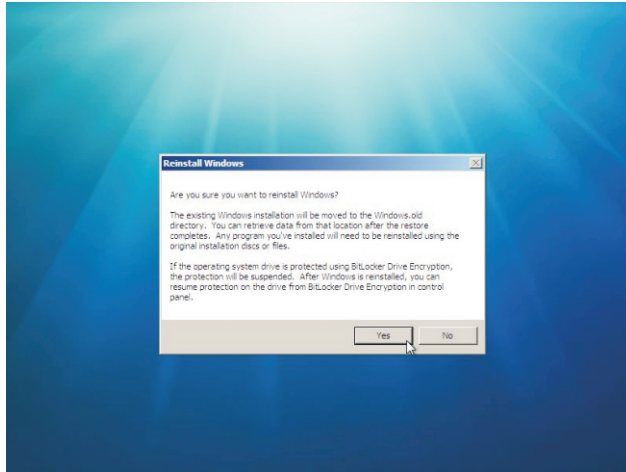 Reinstall Windows
Are you sure you want to reinstall Windows?
The existing Windows installation will be moved to the Windows.old
directory. You can retrieve data from that location after the restore
completes. Any program you've installed will need to be reinstalled using the
original installation discs or files.
If the operating system drive is protected using BitLocker Drive Encryption,
the protection will be suspended. After Windows is reinstalled, you can
resume protection on the drive from BitLocker Drive Encryption in control
panel.
Yes No